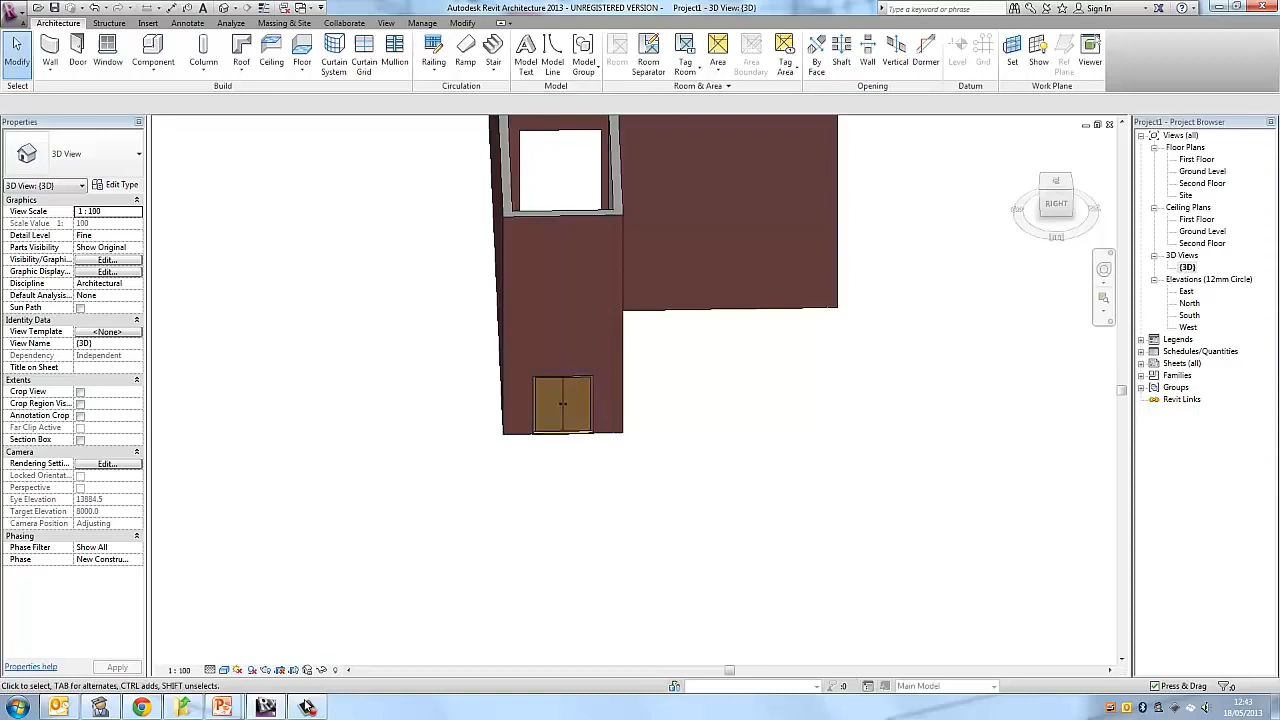 Autodesk Revit Architecture 2013 - UNREGISTERED VERSION - Project1 - 3D View: {3D}
Type a keyword or phrase
Sign In
Architecture Structure Insert Annotate Analyze Massing & Site Collaborate View Manage Modify
Modify Wall Door Window Component Column Roof Ceiling Floor Curtain System Curtain Grid Mullion Railing Ramp Stair Model Text Model Line Model Group Room Room Separator Tag Room Area Area Boundary Tag Area By Face Shaft Wall Vertical Dormer Level Grid Set Show Ref Plane Viewer
Select Build Circulation Model Room & Area Opening Datum Work Plane
Properties
3D View
3D View: {3D} Edit Type
Graphics
View Scale 1 : 100
Scale Value 1: 100
Detail Level Fine
Parts Visibility Show Original
Visibility/Graphi... Edit...
Graphic Display... Edit...
Discipline Architectural
Default Analysis... None
Sun Path
Identity Data
View Template <None>
View Name {3D}
Dependency Independent
Title on Sheet
Extents
Crop View
Crop Region Vis...
Annotation Crop
Far Clip Active
Section Box
Camera
Rendering Setti... Edit...
Locked Orientat...
Perspective
Eye Elevation 13884.5
Target Elevation 8000.0
Camera Position Adjusting
Phasing
Phase Filter Show All
Phase New Constru...
Properties help Apply
RIGHT
Project1 - Project Browser
Views (all)
Floor Plans
First Floor
Ground Level
Second Floor
Site
Ceiling Plans
First Floor
Ground Level
Second Floor
3D Views
{3D}
Elevations (12mm Circle)
East
North
South
West
Legends
Schedules/Quantities
Sheets (all)
Families
Groups
Revit Links
1 : 100
Click to select, TAB for alternates, CTRL adds, SHIFT unselects.
:0
Main Model
Press & Drag
:0
12:43
18/05/2013